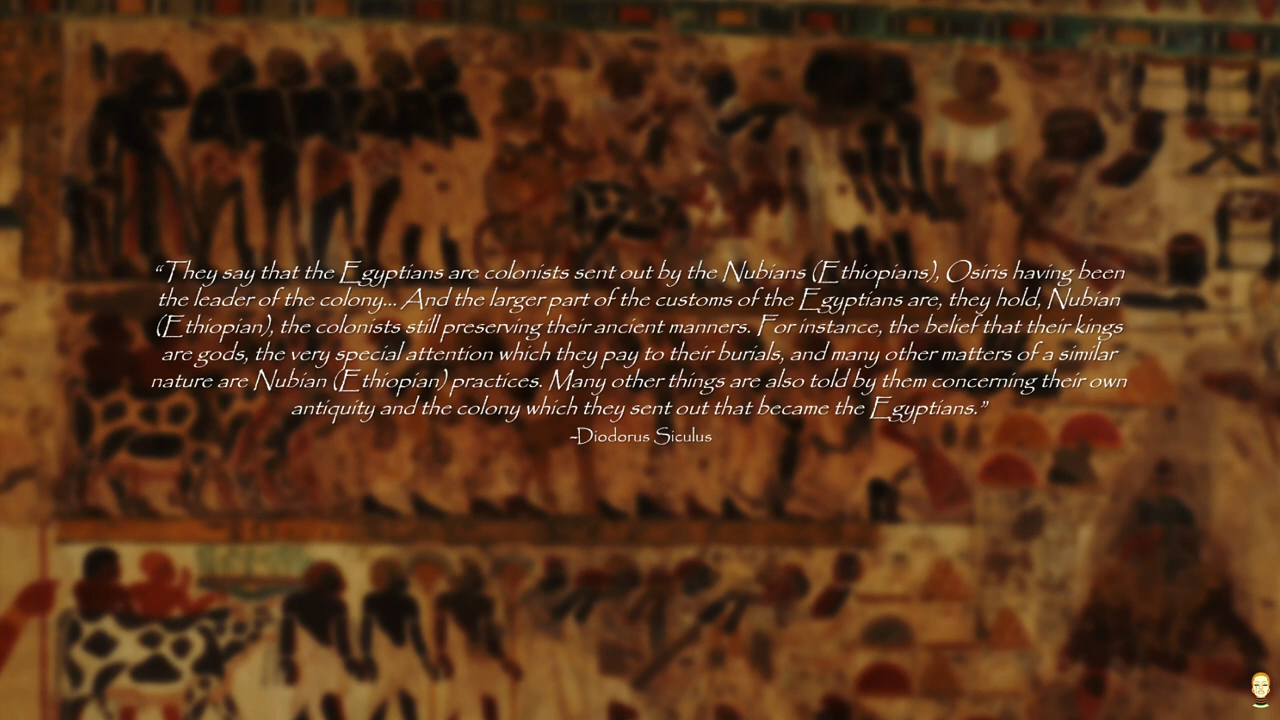 “They say that the Egyptians are colonists sent out by the Nubians (Ethiopians), Osiris having been
the leader of the colony... And the larger part of the customs of the Egyptians are, they hold, Nubian
(Ethiopian), the colonists still preserving their ancient manners. For instance, the belief that their kings
are gods, the very special attention which they pay to their burials, and many other matters of a similar
nature are Nubian (Ethiopian) practices. Many other things are also told by them concerning their own
antiquity and the colony which they sent out that became the Egyptians.”
-Diodorus Siculus